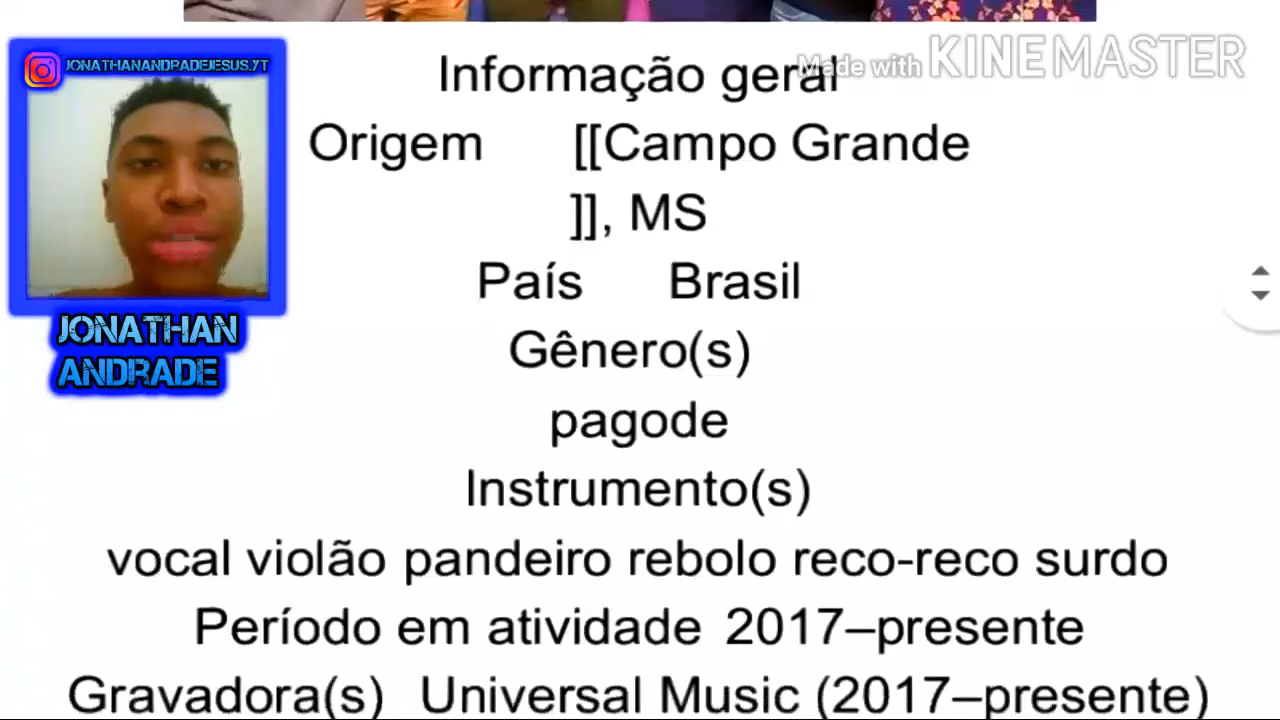 JONATHANANDRADEJESUS.YT
Made with KINEMASTER
Informação geral
Origem [[Campo Grande
]], MS
País Brasil
JONATHAN
ANDRADE
Gênero(s)
pagode
Instrumento(s)
vocal violão pandeiro rebolo reco-reco surdo
Período em atividade 2017–presente
Gravadora(s) Universal Music (2017–presente)